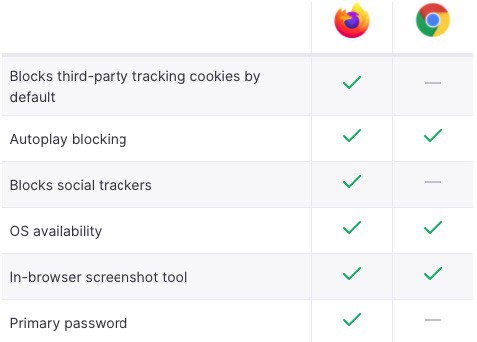 Blocks third-party tracking cookies by
default
Autoplay blocking
Blocks social trackers
OS availability
In-browser screenshot tool
Primary password